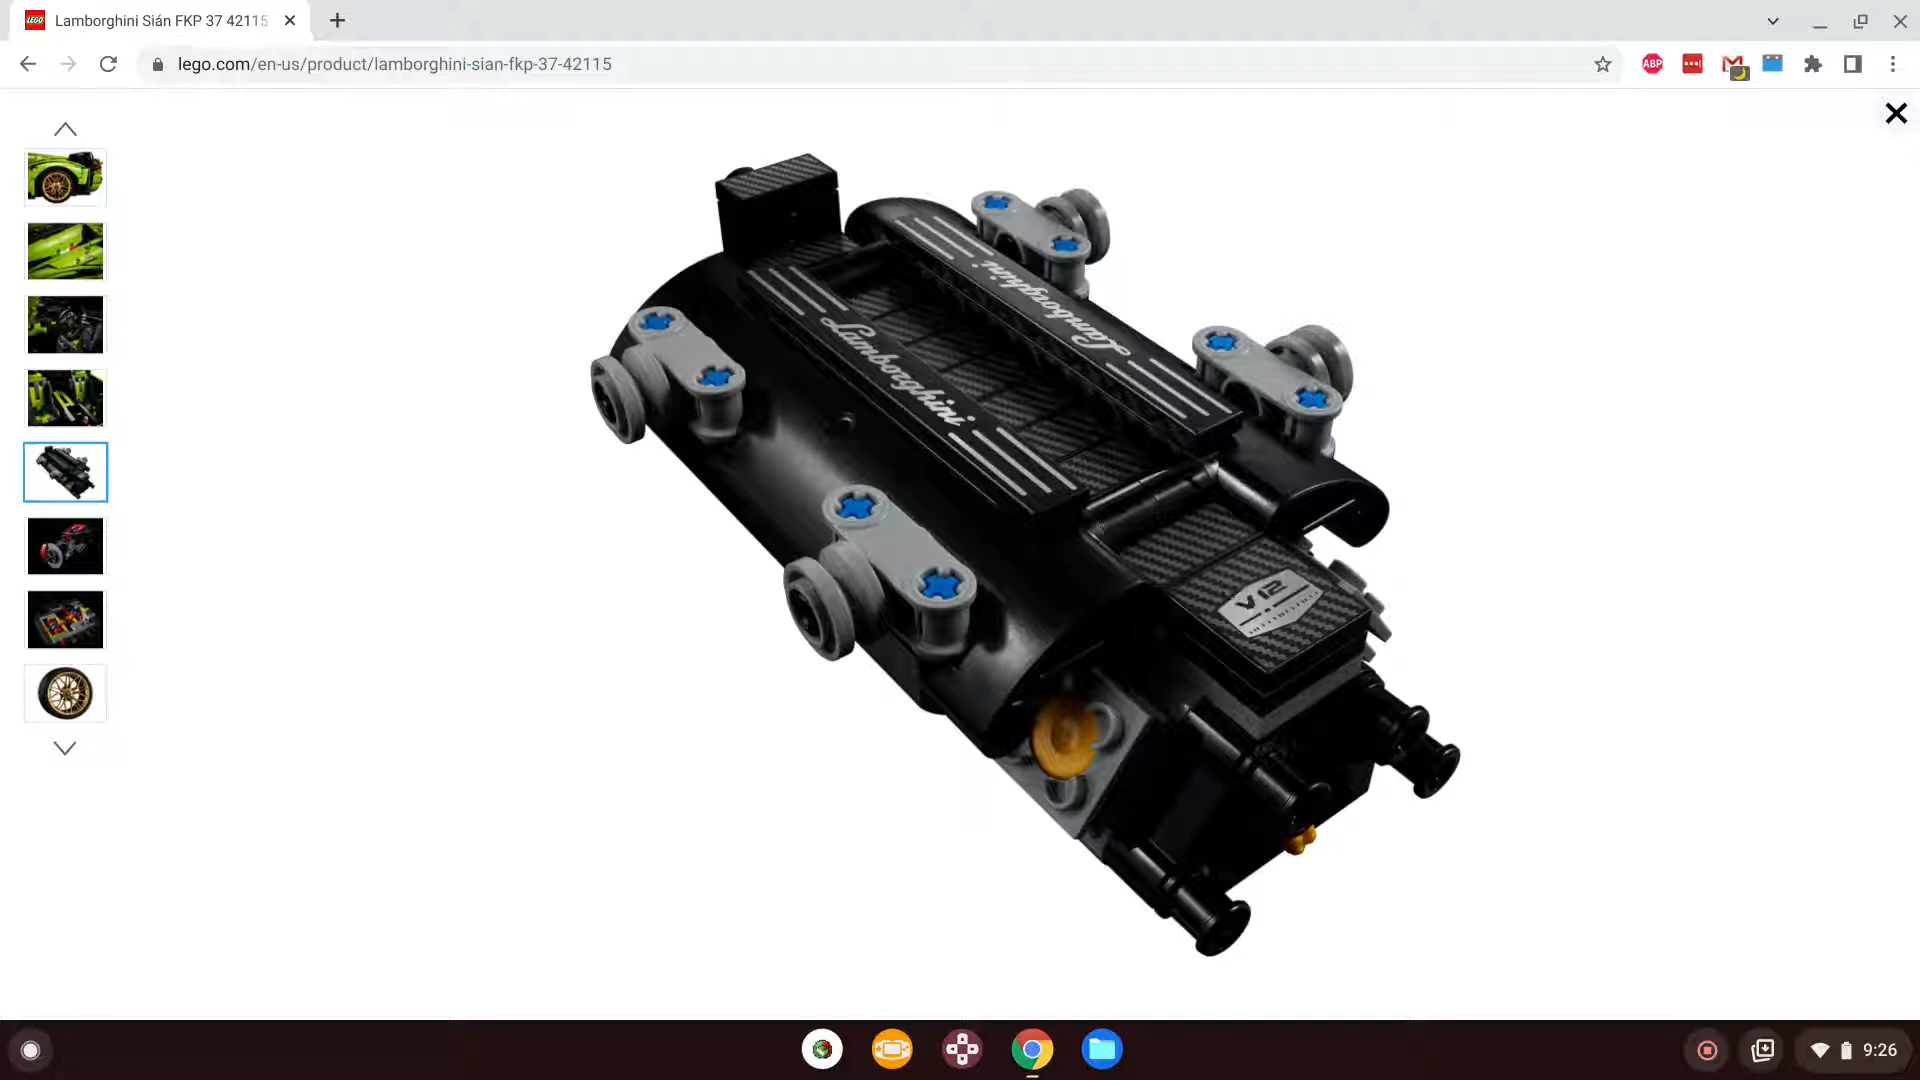 Lamborghini Sián FKP 37 42115
lego.com/en-us/product/lamborghini-sian-fkp-37-42115
ABP
Lamborghini
Lamborghini
V12
9:26